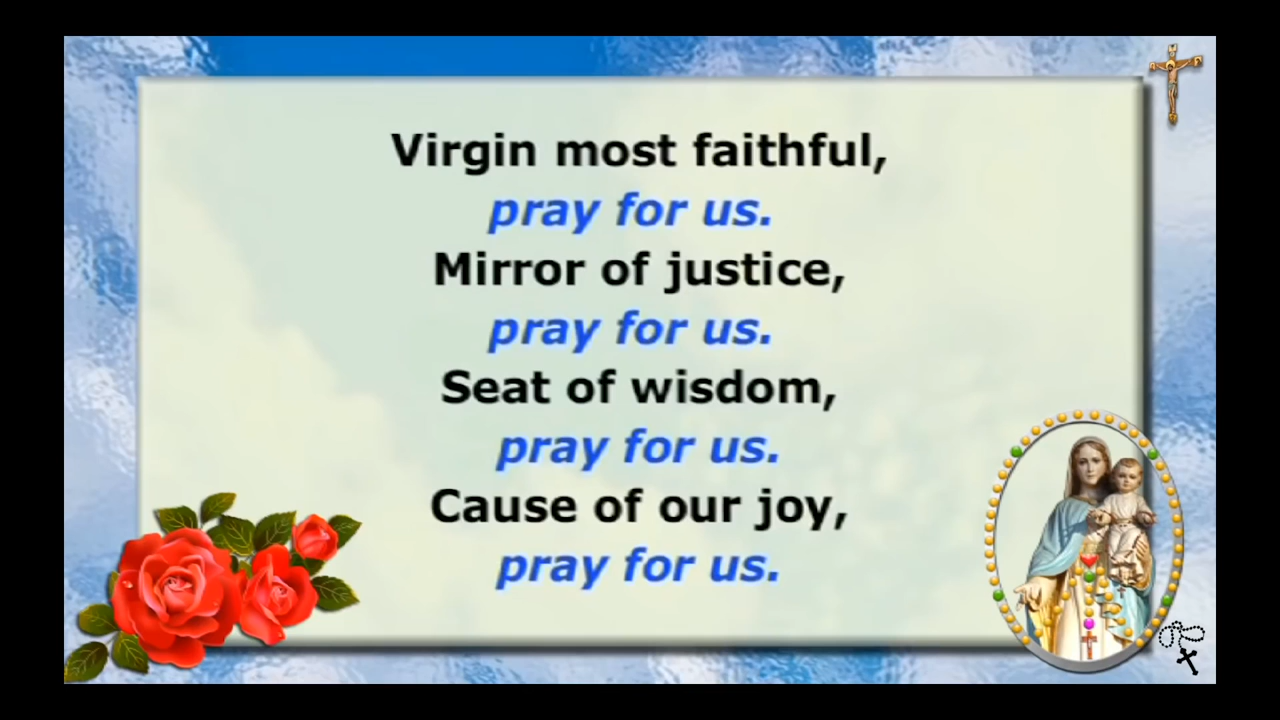 Virgin most faithful,
pray for us.
Mirror of justice,
pray for us.
Seat of wisdom,
pray for us.
Cause of our joy,
pray for us.